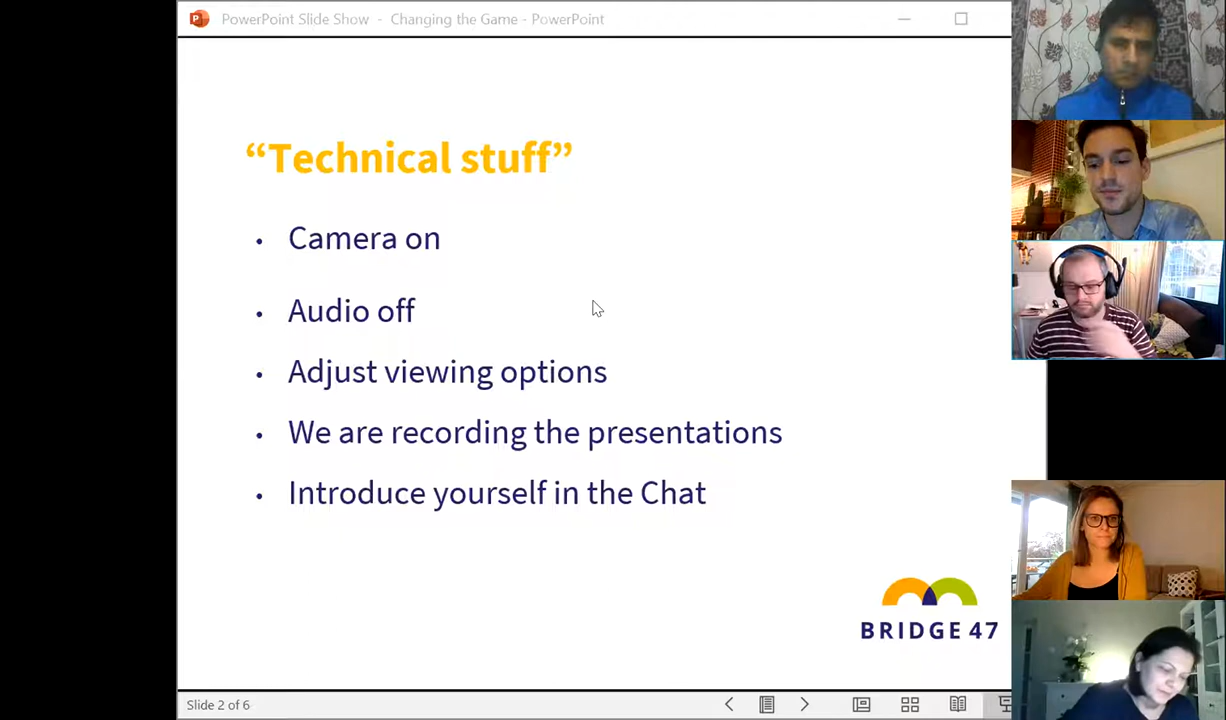 PowerPoint Slide Show - Changing the Game - PowerPoint
“Technical stuff”
• Camera on
• Audio off
• Adjust viewing options
• We are recording the presentations
• Introduce yourself in the Chat
BRIDGE 47
Slide 2 of 6